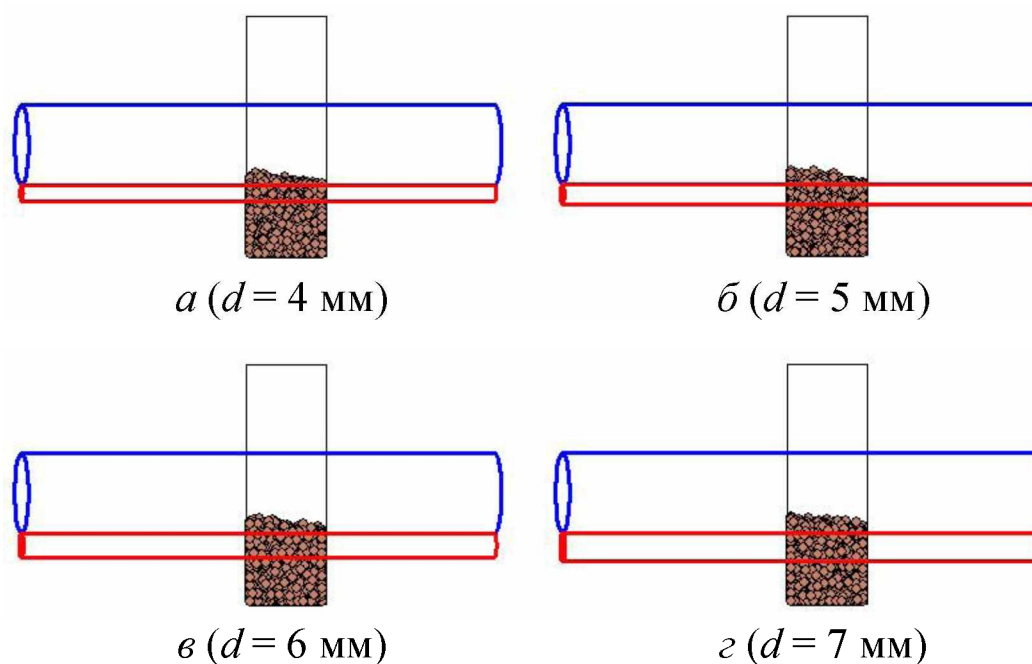 а (d = 4 мм)
б (d = 5 мм)
в (d = 6 мм)
г (d = 7 мм)